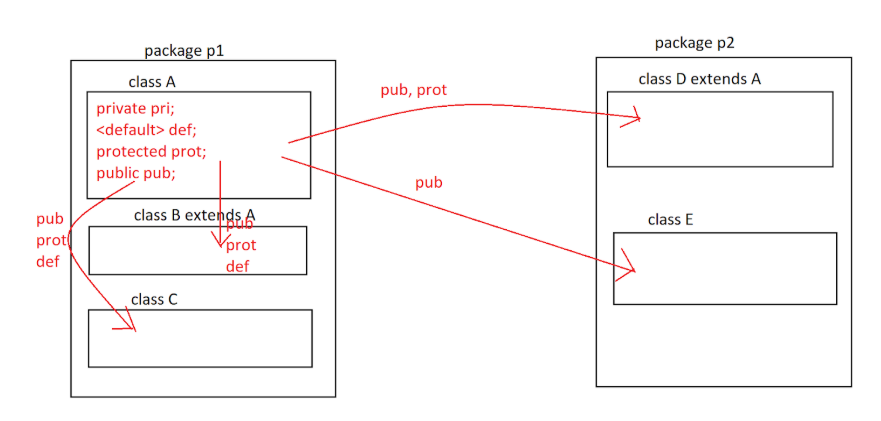 package p1
class A
private pri;
<default> def;
protected prot;
public pub;
class B extends A
pub
prot
def
pub
prot
def
class C
pub, prot
pub
package p2
class D extends A
class E